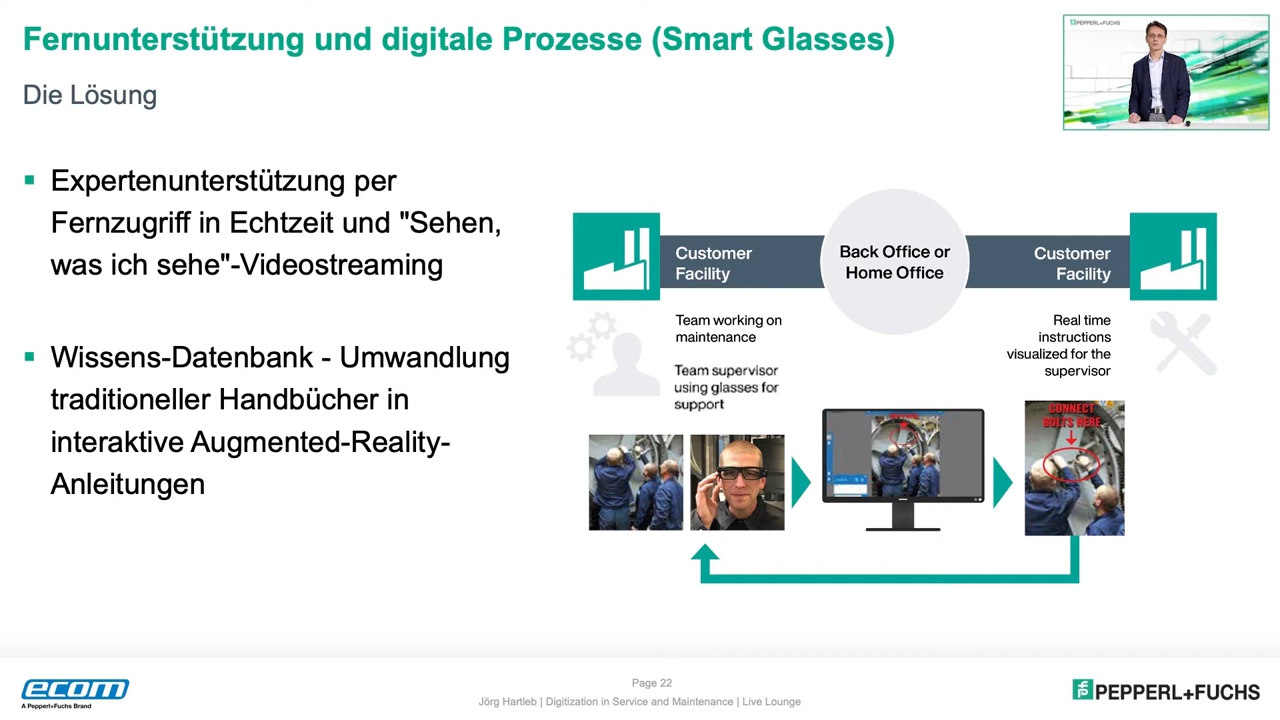 Fernunterstützung und digitale Prozesse (Smart Glasses)
Die Lösung
PEPPERL+FUCHS
▪ Expertenunterstützung per
Fernzugriff in Echtzeit und "Sehen,
was ich sehe"-Videostreaming
▪ Wissens-Datenbank - Umwandlung
traditioneller Handbücher in
interaktive Augmented-Reality-
Anleitungen
Customer
Facility
Back Office or
Home Office
Customer
Facility
Team working on
maintenance
Team supervisor
using glasses for
support
Real time
instructions
visualized for the
supervisor
CONNECT
BOLTS HERE
ecom
A Pepperl+Fuchs Brand
Page 22
Jörg Hartleb | Digitization in Service and Maintenance | Live Lounge
PEPPERL+FUCHS